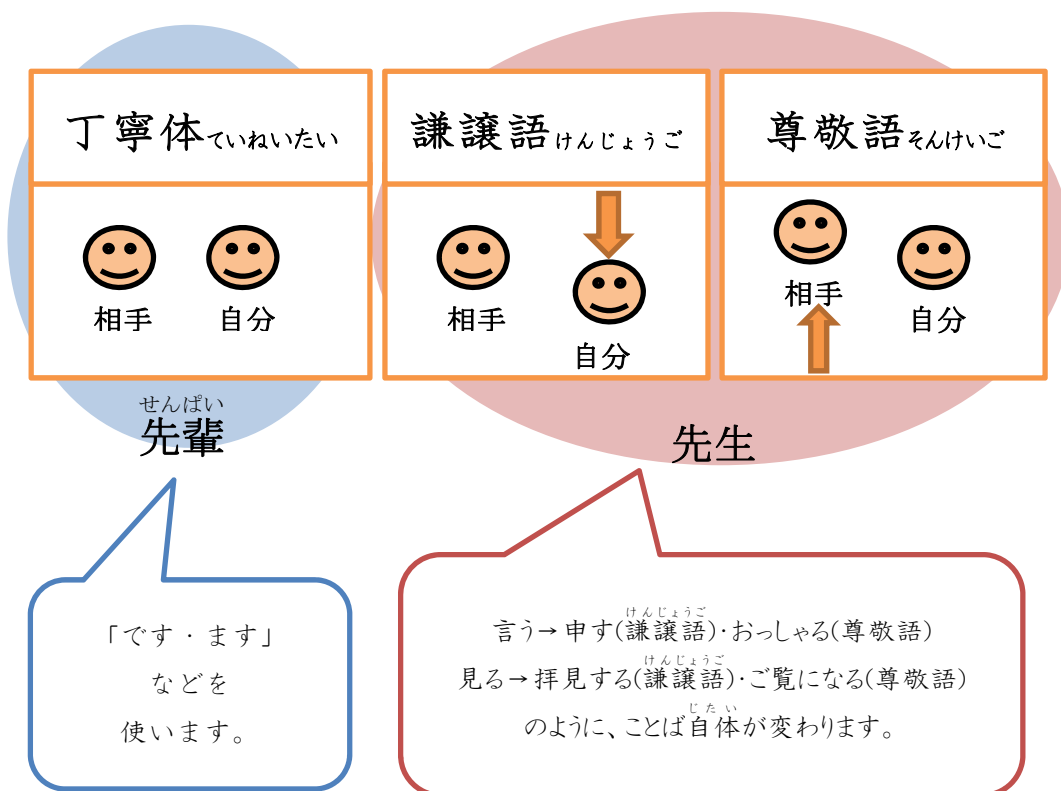 丁寧体ていねいたい
謙譲語けんじょうご
尊敬語そんけいご
相手
自分
相手
自分
相手
自分
せんぱい
先輩
先生
「です・ます」
などを
使います。
けんじょうご
言う→申す(謙譲語)・おっしゃる(尊敬語)
けんじょうご
見る→拝見する(謙譲語)・ご覧になる(尊敬語)
じたい
のように、ことば自体が変わります。